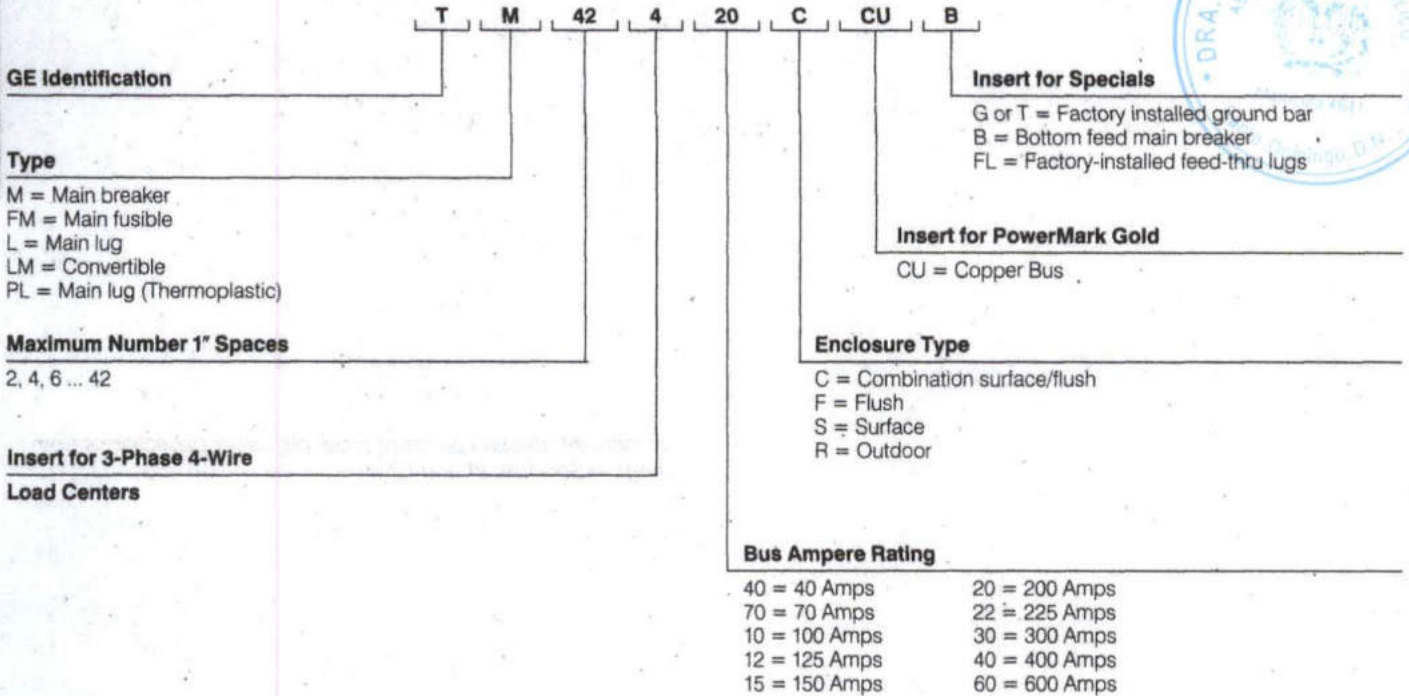 T M 42 4 20 C CU B
GE Identification
Type
M = Main breaker
FM = Main fusible
L = Main lug
LM = Convertible
PL = Main lug (Thermoplastic)
Maximum Number 1" Spaces
2, 4, 6 ... 42
Insert for 3-Phase 4-Wire
Load Centers
Insert for Specials
G or T = Factory installed ground bar
B = Bottom feed main breaker
FL = Factory-installed feed-thru lugs
Insert for PowerMark Gold
CU = Copper Bus
Enclosure Type
C = Combination surface/flush
F = Flush
S = Surface
R = Outdoor
Bus Ampere Rating
40 = 40 Amps 20 = 200 Amps
70 = 70 Amps 22 = 225 Amps
10 = 100 Amps 30 = 300 Amps
12 = 125 Amps 40 = 400 Amps
15 = 150 Amps 60 = 600 Amps
DRA.
D.N.